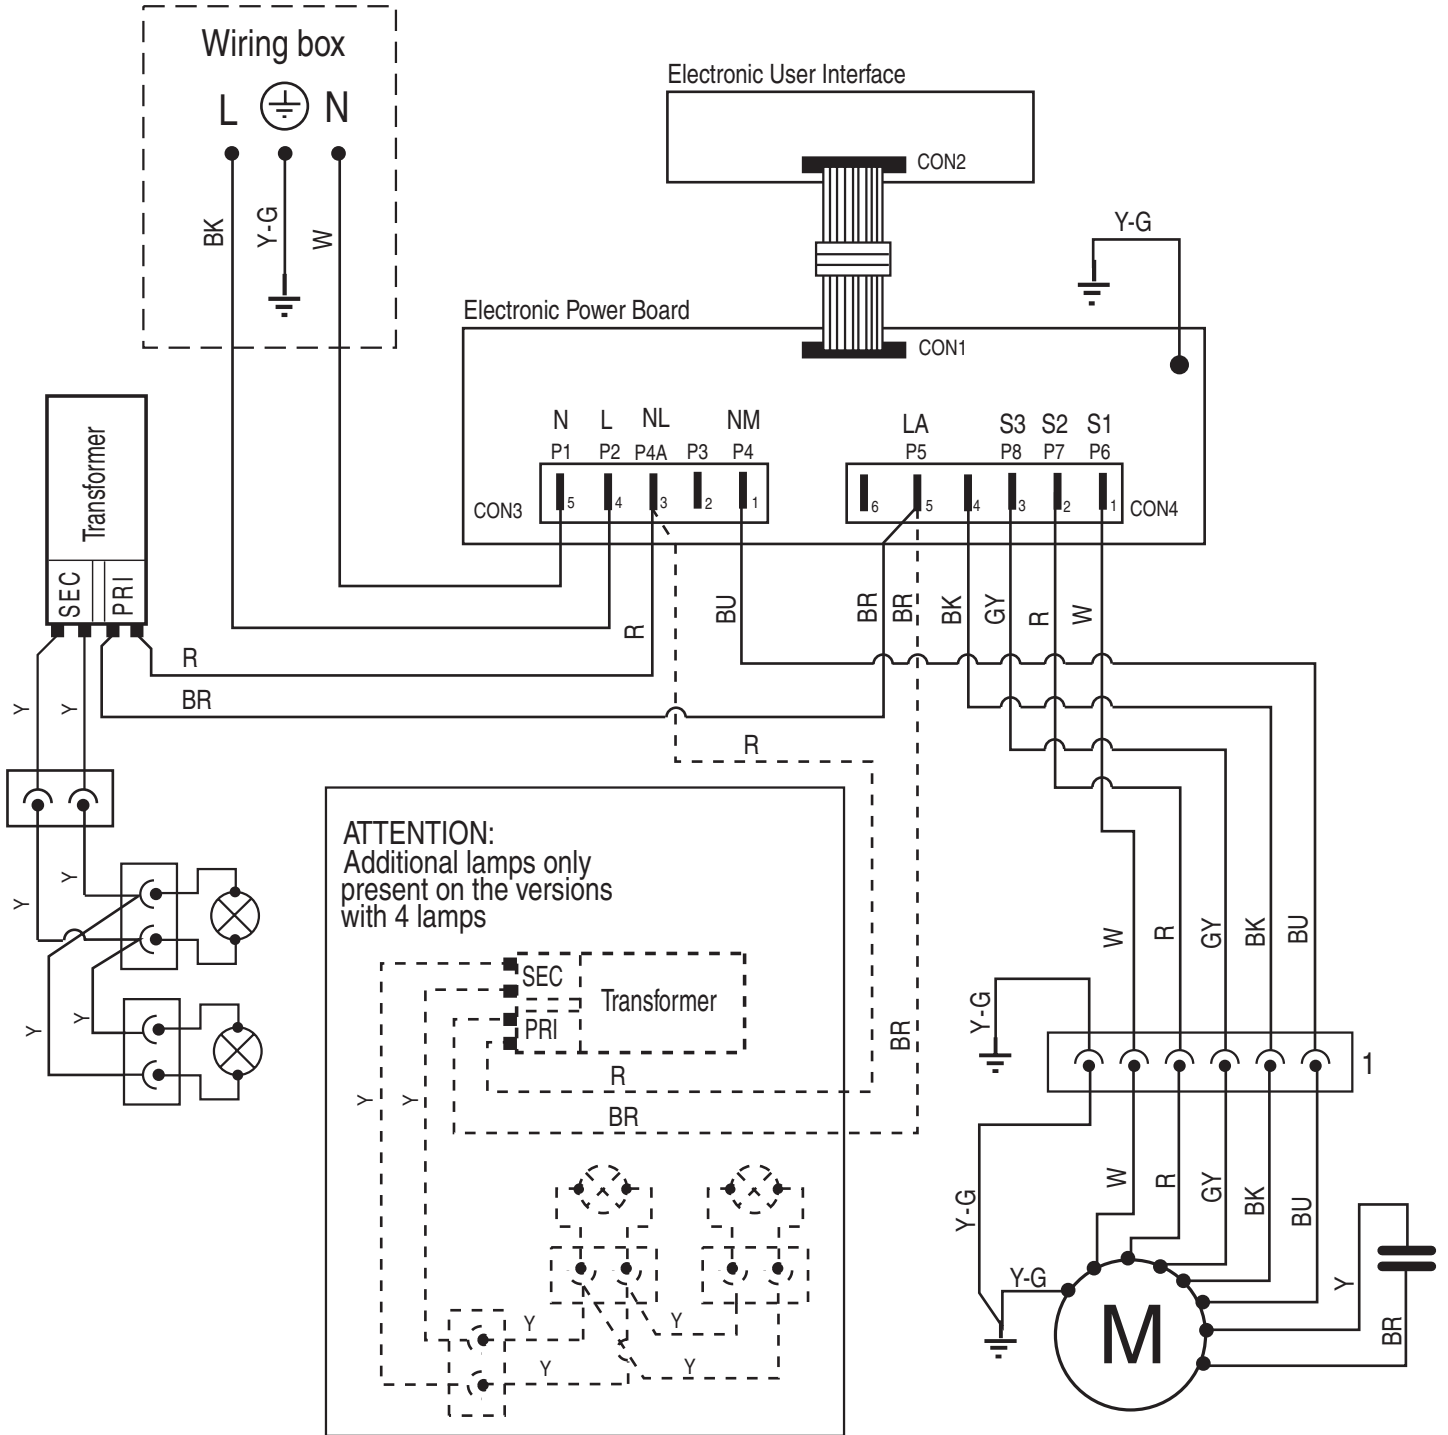 Wiring box
L N
BK Y-G W
Electronic User Interface
CON2
Y-G
Electronic Power Board
CON1
N L NL NM LA S3 S2 S1
P1 P2 P4A P3 P4 P5 P8 P7 P6
CON3 5 4 3 2 1 6 5 4 3 2 1 CON4
Transformer
SEC PRI
R BU BR BR BK GY R W
R
BR
Y Y
R
ATTENTION:
Additional lamps only
present on the versions
with 4 lamps
Y Y
W R GY BK BU
SEC
PRI
Transformer
Y-G
BR
Y Y
1
R
BR
Y Y
Y-G W R GY BK BU
Y-G
Y
BR
M
Y Y
Y Y